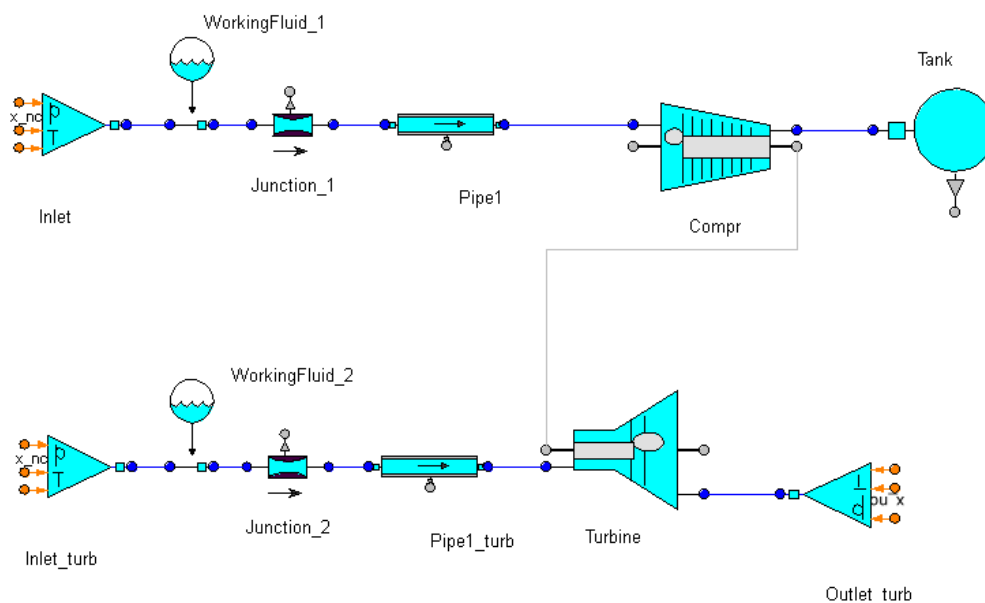 WorkingFluid_1
Tank
x_nc
P
T
Junction_1
Pipe1
Inlet
Compr
WorkingFluid_2
x_nc
P
T
Junction_2
Pipe1_turb
Turbine
Inlet_turb
Outlet_turb